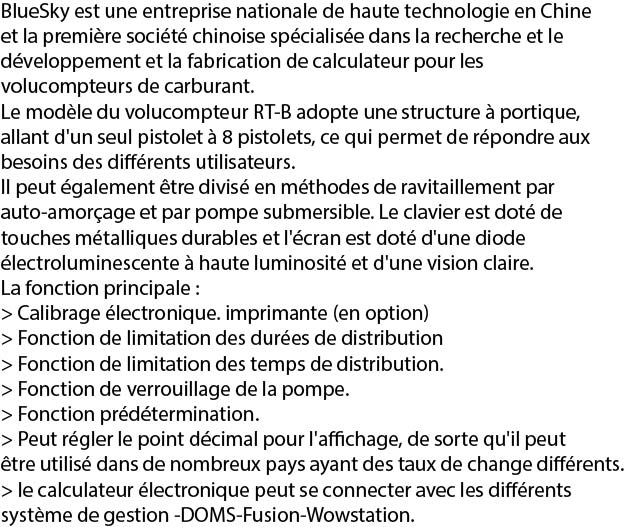 BlueSky est une entreprise nationale de haute technologie en Chine
et la première société chinoise spécialisée dans la recherche et le
développement et la fabrication de calculateur pour les
volucompteurs de carburant.
Le modèle du volucompteur RT-B adopte une structure à portique,
allant d'un seul pistolet à 8 pistolets, ce qui permet de répondre aux
besoins des différents utilisateurs.
Il peut également être divisé en méthodes de ravitaillement par
auto-amorçage et par pompe submersible. Le clavier est doté de
touches métalliques durables et l'écran est doté d'une diode
électroluminescente à haute luminosité et d'une vision claire.
La fonction principale :
> Calibrage électronique. imprimante (en option)
> Fonction de limitation des durées de distribution
> Fonction de limitation des temps de distribution.
> Fonction de verrouillage de la pompe.
> Fonction prédétermination.
> Peut régler le point décimal pour l'affichage, de sorte qu'il peut
être utilisé dans de nombreux pays ayant des taux de change différents.
> le calculateur électronique peut se connecter avec les différents
système de gestion -DOMS-Fusion-Wowstation.